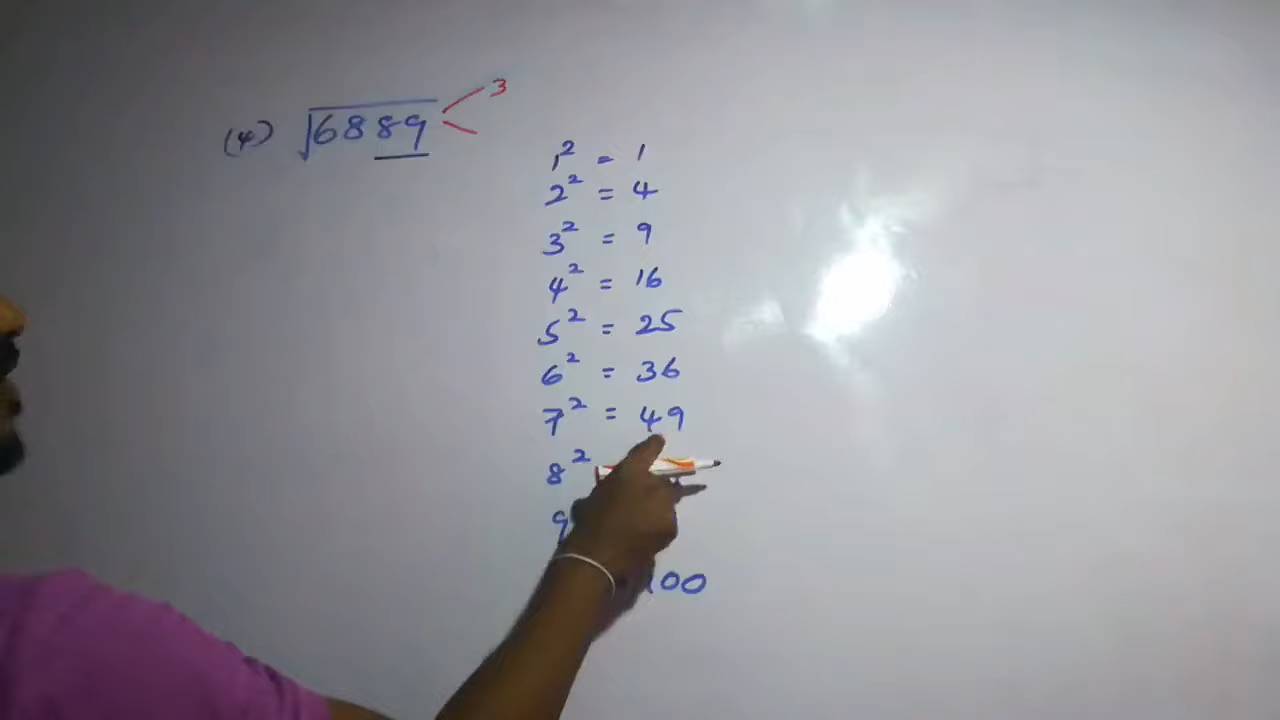 (4) √6889 < 3
1² = 1
2² = 4
3² = 9
4² = 16
5² = 25
6² = 36
7² = 49
8²
9
100